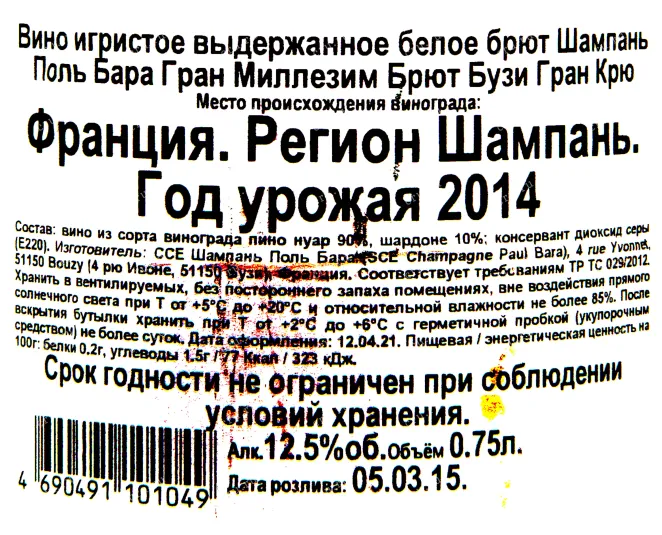 Вино игристое выдержанное белое брют Шампань
Поль Бара Гран Миллезим Брют Бузи Гран Крю
Место происхождения винограда:
Франция. Регион Шампань.
Год урожая 2014
Состав: вино из сорта винограда пино нуар 90%, шардоне 10%; консервант диоксид серы
(Е220). Изготовитель: ССЕ Шампань Поль Бара (SCE Champagne Paul Bara), 4 rue Yvonne,
51150 Bouzy (4 рю Ивоне, 51150 Бузи), Франция. Соответствует требованиям ТР ТС 029/2012.
Хранить в вентилируемых, без постороннего запаха помещениях, вне воздействия прямого
солнечного света при Т от +5°С до +20°С и относительной влажности не более 85%. После
вскрытия бутылки хранить при Т от +2°С до +6°С с герметичной пробкой (укупорочным
средством) не более суток. Дата оформления: 12.04.21. Пищевая / энергетическая ценность на
100г: белки 0.2г, углеводы 1.5г / 77 Ккал / 323 кДж.
Срок годности не ограничен при соблюдении
условий хранения.
Алк.12.5%об.Объём 0.75л.
Дата розлива: 05.03.15.
4 690491 101049